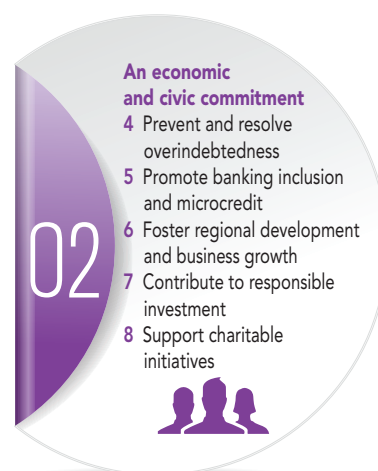 02
An economic
and civic commitment
4 Prevent and resolve
overindebtedness
5 Promote banking inclusion
and microcredit
6 Foster regional development
and business growth
7 Contribute to responsible
investment
8 Support charitable
initiatives